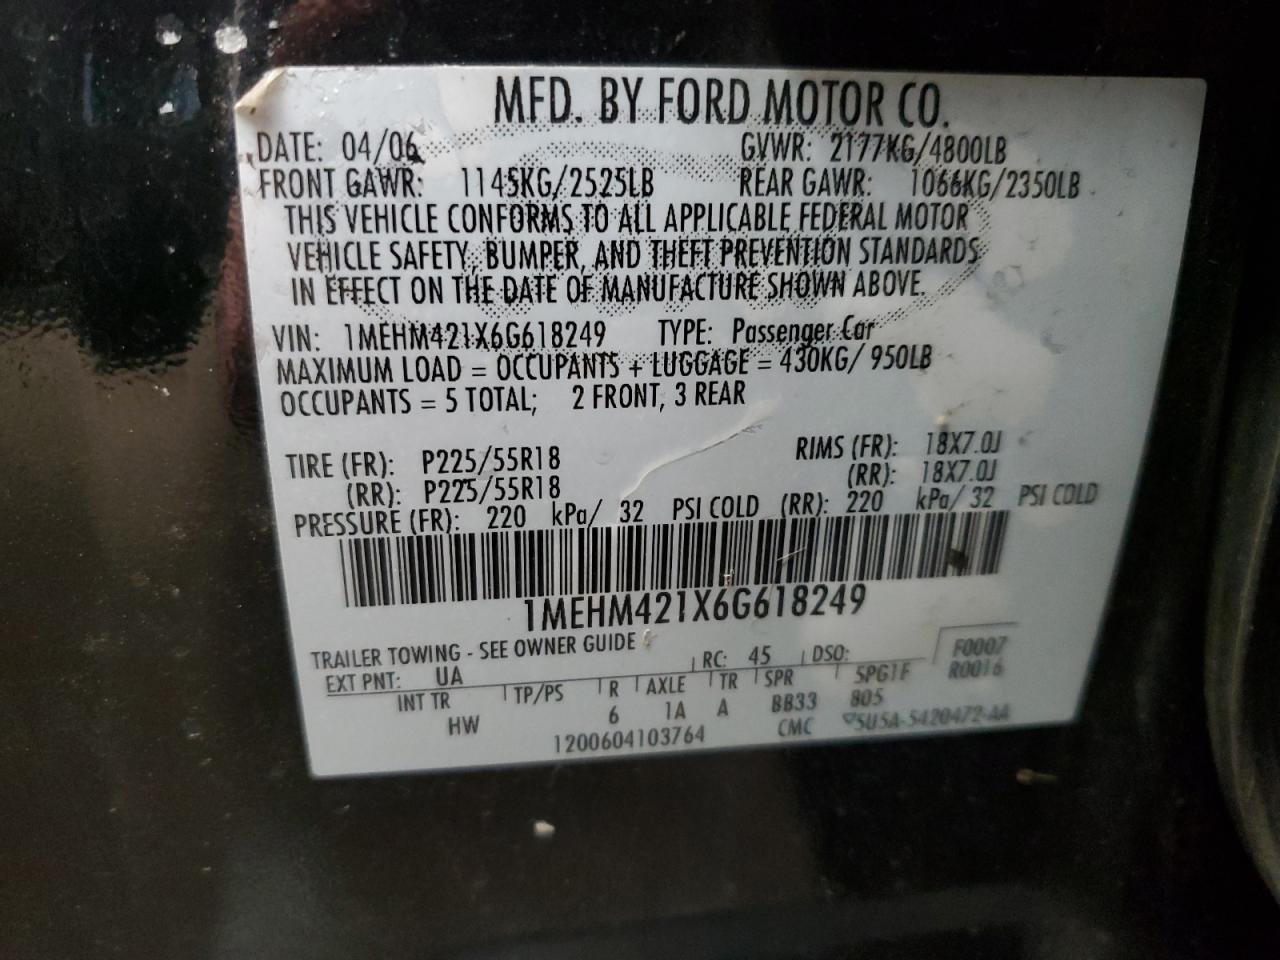 MFD. BY FORD MOTOR CO.
DATE: 04/06 GVWR: 2177KG/4800LB
FRONT GAWR: 1145KG/2525LB REAR GAWR: 1066KG/2350LB
THIS VEHICLE CONFORMS TO ALL APPLICABLE FEDERAL MOTOR
VEHICLE SAFETY, BUMPER, AND THEFT PREVENTION STANDARDS
IN EFFECT ON THE DATE OF MANUFACTURE SHOWN ABOVE.
VIN: 1MEHM421X6G618249 TYPE: Passenger Car
MAXIMUM LOAD = OCCUPANTS + LUGGAGE = 430KG/ 950LB
OCCUPANTS = 5 TOTAL; 2 FRONT, 3 REAR
TIRE (FR): P225/55R18 RIMS (FR): 18X7.0J
(RR): P225/55R18 (RR): 18X7.0J
PRESSURE (FR): 220 kPa/ 32 PSI COLD (RR): 220 kPa/ 32 PSI COLD
1MEHM421X6G618249
TRAILER TOWING - SEE OWNER GUIDE
EXT PNT: UA RC: 45 DSO: F0007
R0016
INT TR TP/PS R AXLE TR SPR 5PG1F
HW 6 1A A BB33 805
1200604103764 CMC 5U5A-5420472-AA